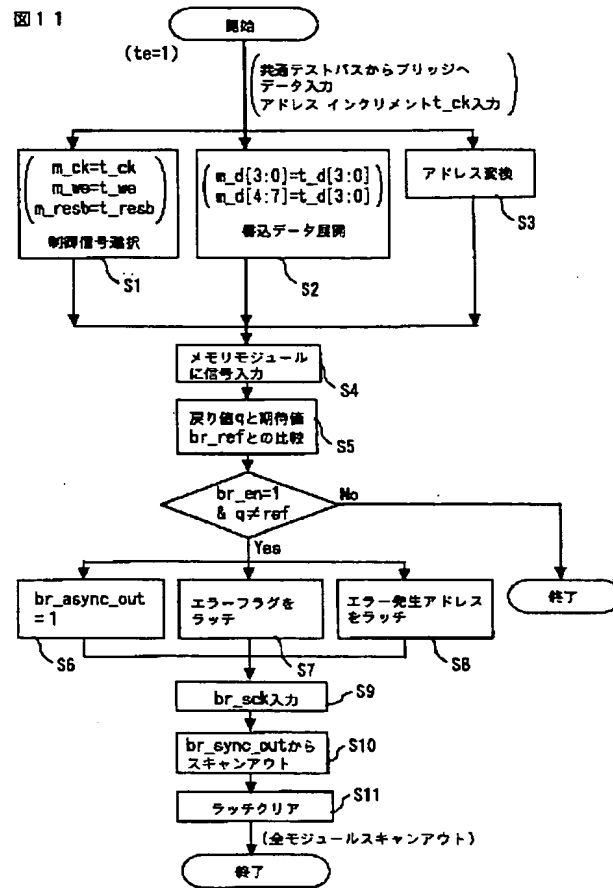 図11
開始
(te=1)
共通テストバスからブリッジへ
データ入力
アドレス インクリメントt_ck入力
m_ck=t_ck
m_we=t_we
m_resb=t_resb
制御信号選択
S1
m_d[3:0]=t_d[3:0]
m_d[4:7]=t_d[3:0]
書込データ展開
S2
アドレス変換
S3
メモリモジュール
に信号入力
S4
戻り値qと期待値
br_refとの比較
S5
br_en=1
& q≠ref
No
Yes
br_async_out
=1
S6
エラーフラグを
ラッチ
S7
エラー発生アドレス
をラッチ
S8
終了
br_sck入力
S9
br_sync_outから
スキャンアウト
S10
ラッチクリア
S11
(全モジュールスキャンアウト)
終了